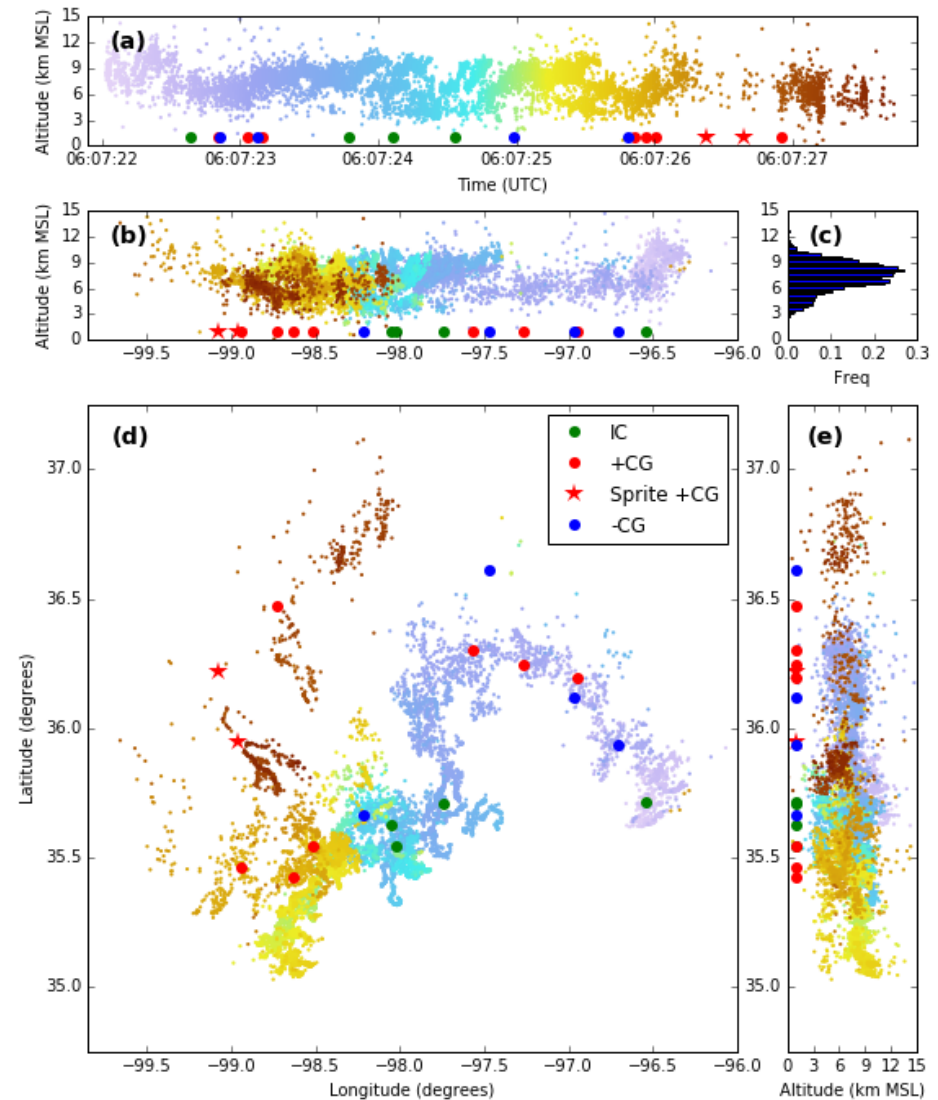 (a)
Altitude (km MSL)
15
12
9
6
3
0
06:07:22 06:07:23 06:07:24 06:07:25 06:07:26 06:07:27
Time (UTC)
(b)
Altitude (km MSL)
15
12
9
6
3
0
−99.5 −99.0 −98.5 −98.0 −97.5 −97.0 −96.5 −96.0
(c)
15
12
9
6
3
0
0.0 0.1 0.2 0.3
Freq
(d)
IC
+CG
Sprite +CG
-CG
Latitude (degrees)
37.0
36.5
36.0
35.5
35.0
−99.5 −99.0 −98.5 −98.0 −97.5 −97.0 −96.5 −96.0
Longitude (degrees)
(e)
37.0
36.5
36.0
35.5
35.0
0 3 6 9 12 15
Altitude (km MSL)